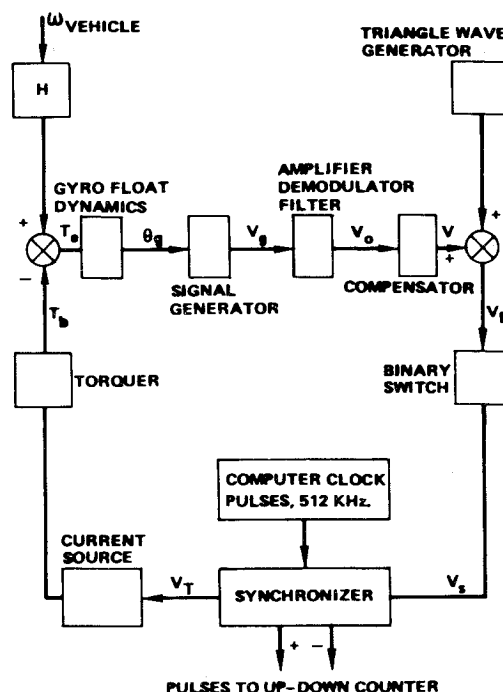 ωVEHICLE
TRIANGLE WAVE
GENERATOR
H
+
GYRO FLOAT
DYNAMICS
AMPLIFIER
DEMODULATOR
FILTER
+
Te
θg
Vg
Vo
V
+
−
SIGNAL
GENERATOR
COMPENSATOR
Tb
TORQUER
BINARY
SWITCH
COMPUTER CLOCK
PULSES, 512 KHz.
CURRENT
SOURCE
VT
SYNCHRONIZER
Vs
+ −
PULSES TO UP-DOWN COUNTER